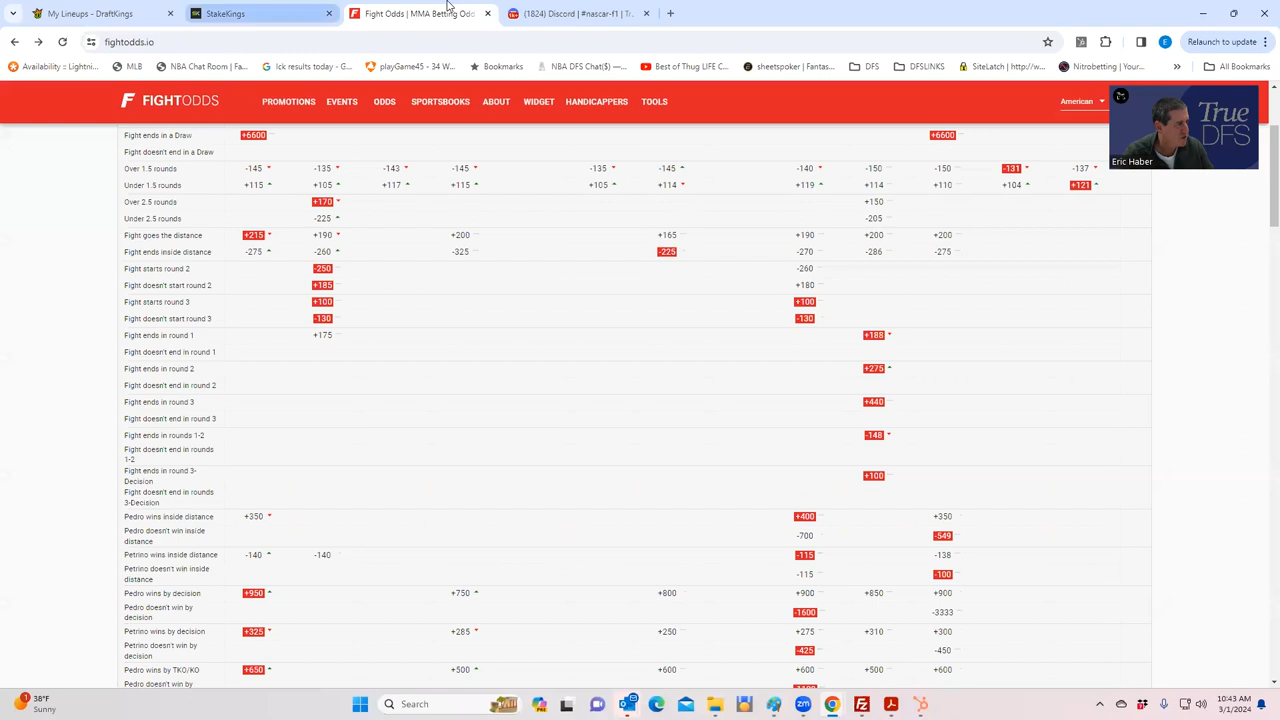 My Lineups - DraftKings
StakeKings
Fight Odds | MMA Betting Odd
(1824) Discord | #nascar-f1 | Tr
fightodds.io
Relaunch to update
Availability :: Lightni...
MLB
NBA Chat Room | Fa...
Ick results today - G...
playGame45 - 34 W...
Bookmarks
NBA DFS Chat($) —...
Best of Thug LIFE C...
sheetspoker | Fantas...
DFS
DFSLINKS
SiteLatch | http://w...
Nitrobetting | Your...
All Bookmarks
FIGHTODDS
PROMOTIONS EVENTS ODDS SPORTSBOOKS ABOUT WIDGET HANDICAPPERS TOOLS
American
True DFS
Eric Haber
Fight ends in a Draw +6600 +6600
Fight doesn't end in a Draw
Over 1.5 rounds -145 -135 -143 -145 -135 -145 -140 -150 -150 -131 -137
Under 1.5 rounds +115 +105 +117 +115 +105 +114 +119 +114 +110 +104 +121
Over 2.5 rounds +170 +150
Under 2.5 rounds -225 -205
Fight goes the distance +215 +190 +200 +165 +190 +200 +200
Fight ends inside distance -275 -260 -325 -225 -270 -286 -275
Fight starts round 2 -250 -260
Fight doesn't start round 2 +185 +180
Fight starts round 3 +100 +100
Fight doesn't start round 3 -130 -130
Fight ends in round 1 +175 +188
Fight doesn't end in round 1
Fight ends in round 2 +275
Fight doesn't end in round 2
Fight ends in round 3 +440
Fight doesn't end in round 3
Fight ends in rounds 1-2 -148
Fight doesn't end in rounds
1-2
Fight ends in round 3-
Decision +100
Fight doesn't end in rounds
3-Decision
Pedro wins inside distance +350 +400 +350
Pedro doesn't win inside
distance -700 -549
Petrino wins inside distance -140 -140 -115 -138
Petrino doesn't win inside
distance -115 -100
Pedro wins by decision +950 +750 +800 +900 +850 +900
Pedro doesn't win by
decision -1600 -3333
Petrino wins by decision +325 +285 +250 +275 +310 +300
Petrino doesn't win by
decision -425 -450
Pedro wins by TKO/KO +650 +500 +600 +600 +500 +600
Pedro doesn't win by
38°F
Sunny
Search
10:43 AM
3/1/2024